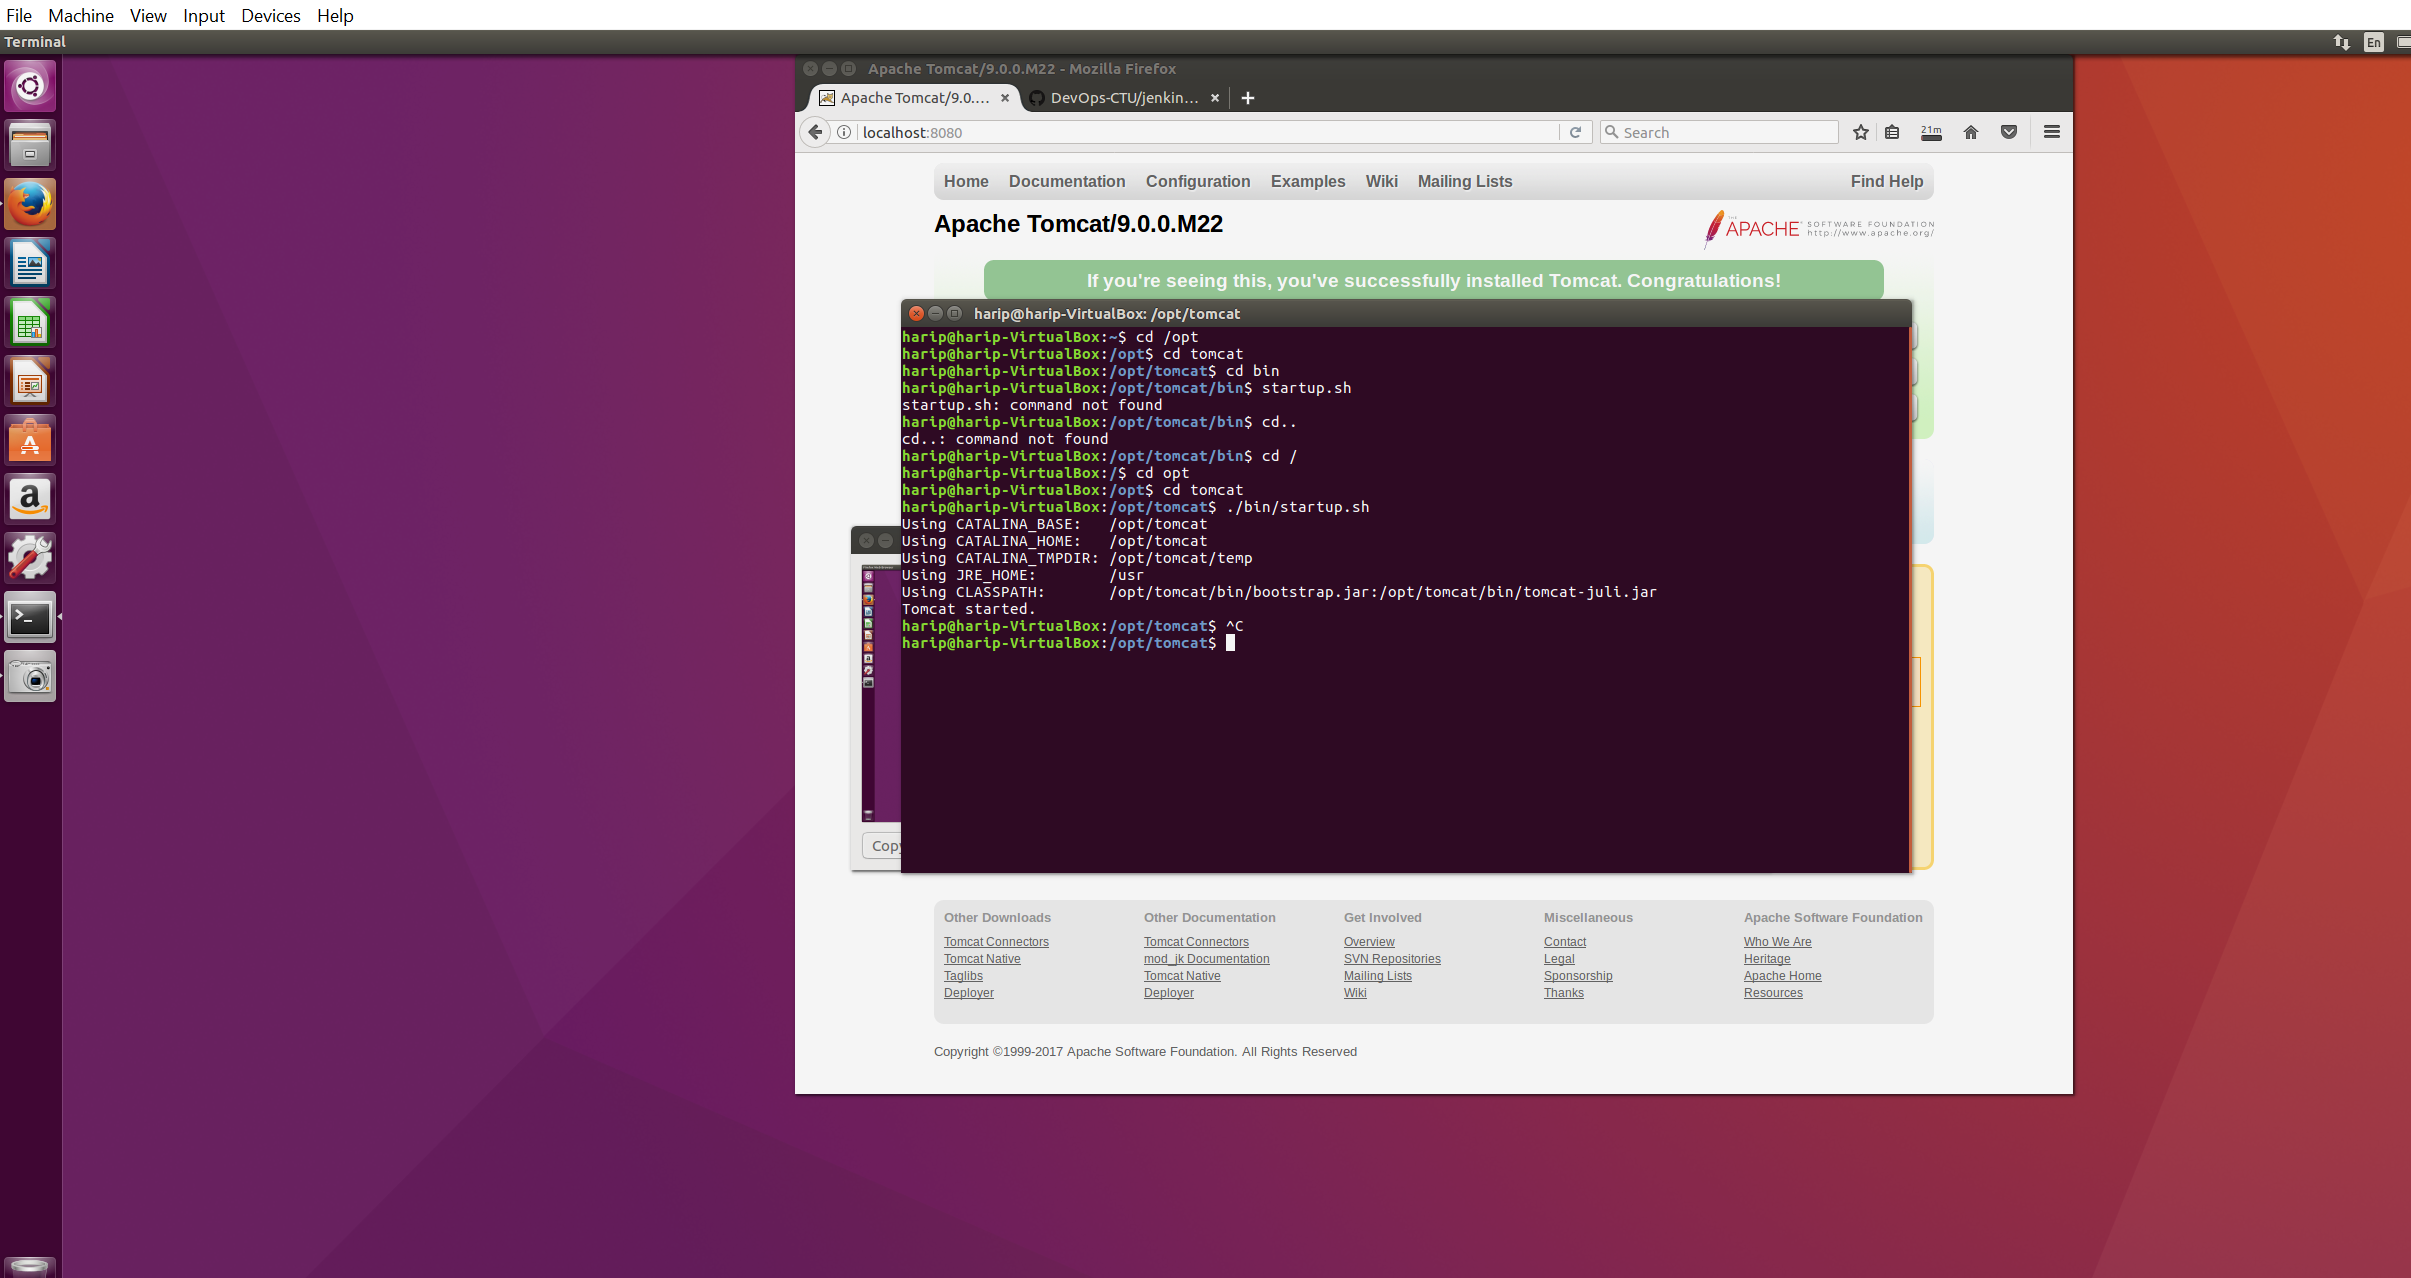 File Machine View Input Devices Help
Terminal
En
Apache Tomcat/9.0.0.M22 - Mozilla Firefox
Apache Tomcat/9.0.... DevOps-CTU/jenkin...
localhost:8080
Search
21m
Home Documentation Configuration Examples Wiki Mailing Lists Find Help
Apache Tomcat/9.0.0.M22
THE APACHE SOFTWARE FOUNDATION
http://www.apache.org/
If you're seeing this, you've successfully installed Tomcat. Congratulations!
harip@harip-VirtualBox: /opt/tomcat
harip@harip-VirtualBox:~$ cd /opt
harip@harip-VirtualBox:/opt$ cd tomcat
harip@harip-VirtualBox:/opt/tomcat$ cd bin
harip@harip-VirtualBox:/opt/tomcat/bin$ startup.sh
startup.sh: command not found
harip@harip-VirtualBox:/opt/tomcat/bin$ cd..
cd..: command not found
harip@harip-VirtualBox:/opt/tomcat/bin$ cd /
harip@harip-VirtualBox:/$ cd opt
harip@harip-VirtualBox:/opt$ cd tomcat
harip@harip-VirtualBox:/opt/tomcat$ ./bin/startup.sh
Using CATALINA_BASE:   /opt/tomcat
Using CATALINA_HOME:   /opt/tomcat
Using CATALINA_TMPDIR: /opt/tomcat/temp
Using JRE_HOME:        /usr
Using CLASSPATH:       /opt/tomcat/bin/bootstrap.jar:/opt/tomcat/bin/tomcat-juli.jar
Tomcat started.
harip@harip-VirtualBox:/opt/tomcat$ ^C
harip@harip-VirtualBox:/opt/tomcat$
Copy
Other Downloads
Tomcat Connectors
Tomcat Native
Taglibs
Deployer
Other Documentation
Tomcat Connectors
mod_jk Documentation
Tomcat Native
Deployer
Get Involved
Overview
SVN Repositories
Mailing Lists
Wiki
Miscellaneous
Contact
Legal
Sponsorship
Thanks
Apache Software Foundation
Who We Are
Heritage
Apache Home
Resources
Copyright ©1999-2017 Apache Software Foundation. All Rights Reserved